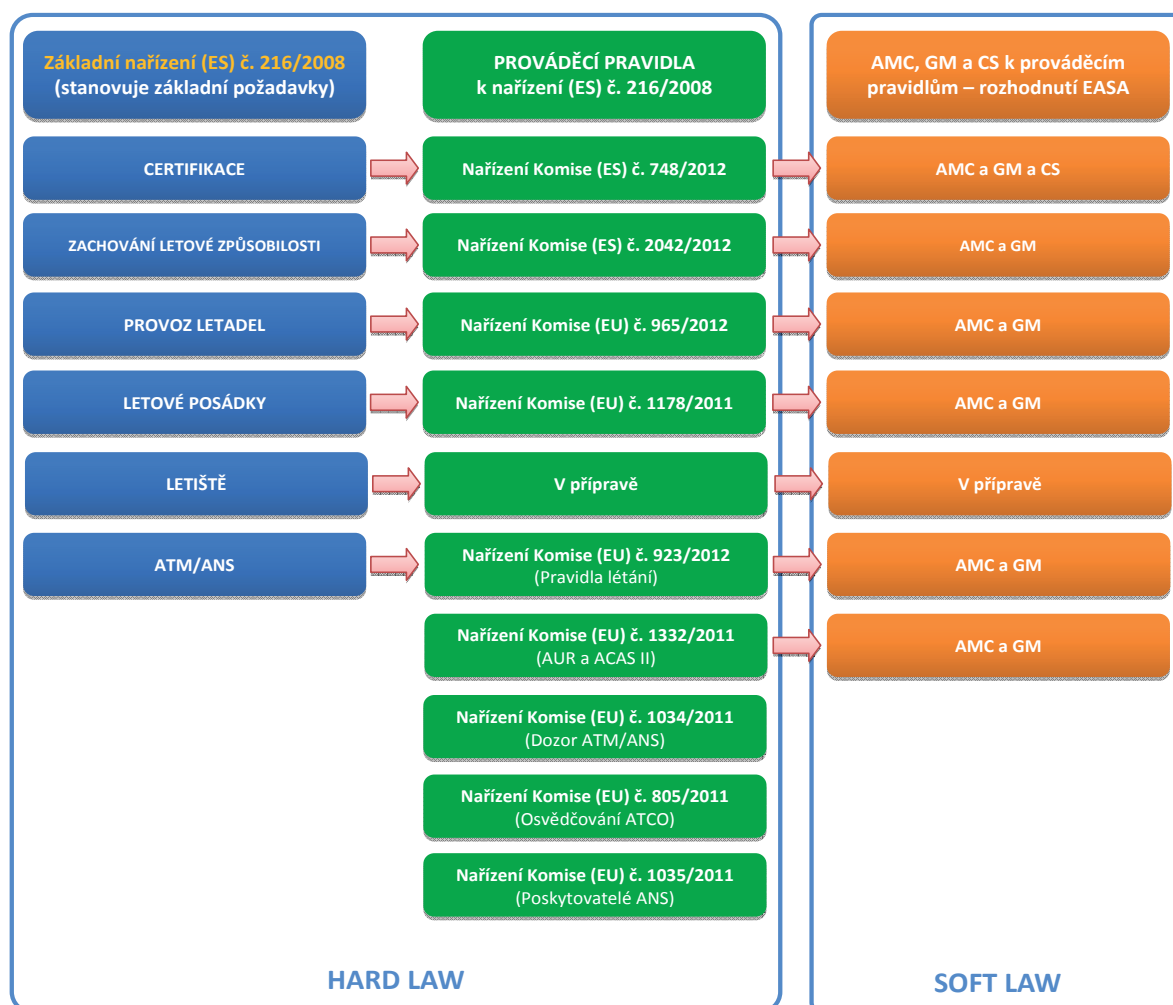 Základní nařízení (ES) č. 216/2008
(stanovuje základní požadavky)
PROVÁDĚCÍ PRAVIDLA
k nařízení (ES) č. 216/2008
AMC, GM a CS k prováděcím
pravidlům – rozhodnutí EASA
CERTIFIKACE
Nařízení Komise (ES) č. 748/2012
AMC a GM a CS
ZACHOVÁNÍ LETOVÉ ZPŮSOBILOSTI
Nařízení Komise (ES) č. 2042/2012
AMC a GM
PROVOZ LETADEL
Nařízení Komise (EU) č. 965/2012
AMC a GM
LETOVÉ POSÁDKY
Nařízení Komise (EU) č. 1178/2011
AMC a GM
LETIŠTĚ
V přípravě
V přípravě
ATM/ANS
Nařízení Komise (EU) č. 923/2012
(Pravidla létání)
AMC a GM
Nařízení Komise (EU) č. 1332/2011
(AUR a ACAS II)
AMC a GM
Nařízení Komise (EU) č. 1034/2011
(Dozor ATM/ANS)
Nařízení Komise (EU) č. 805/2011
(Osvědčování ATCO)
Nařízení Komise (EU) č. 1035/2011
(Poskytovatelé ANS)
HARD LAW
SOFT LAW